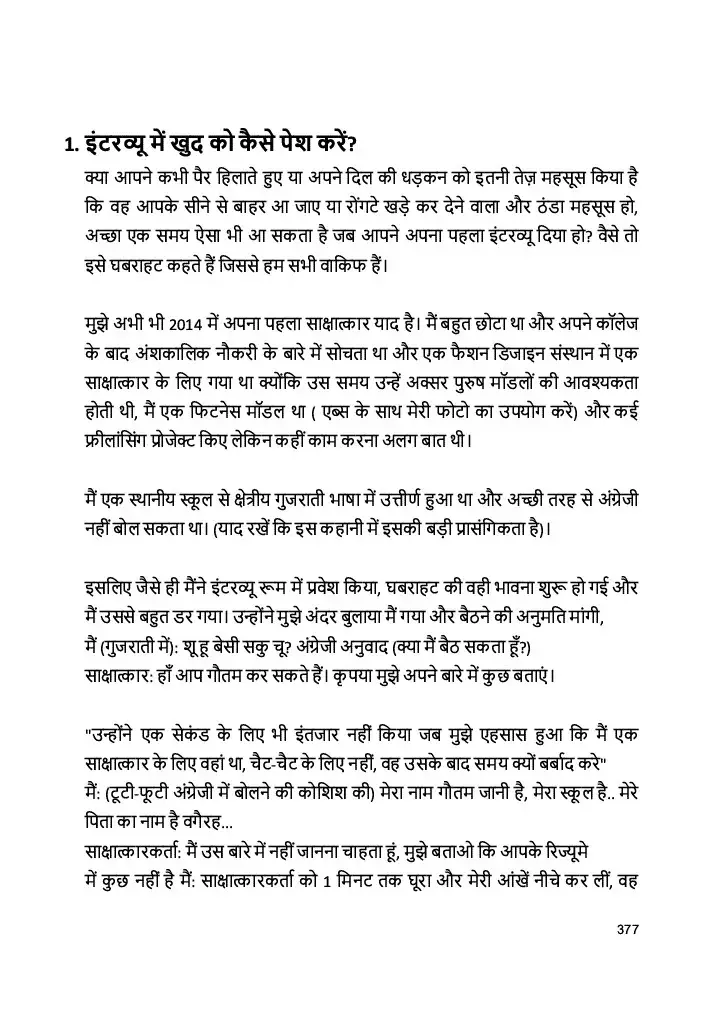 1. इंटरव्यू में खुद को कैसे पेश करें?
क्या आपने कभी पैर हिलाते हुए या अपने दिल की धड़कन को इतनी तेज़ महसूस किया है
कि वह आपके सीने से बाहर आ जाए या रोंगटे खड़े कर देने वाला और ठंडा महसूस हो,
अच्छा एक समय ऐसा भी आ सकता है जब आपने अपना पहला इंटरव्यू दिया हो? वैसे तो
इसे घबराहट कहते हैं जिससे हम सभी वाकिफ हैं।
मुझे अभी भी 2014 में अपना पहला साक्षात्कार याद है। मैं बहुत छोटा था और अपने कॉलेज
के बाद अंशकालिक नौकरी के बारे में सोचता था और एक फैशन डिजाइन संस्थान में एक
साक्षात्कार के लिए गया था क्योंकि उस समय उन्हें अक्सर पुरुष मॉडलों की आवश्यकता
होती थी, मैं एक फिटनेस मॉडल था ( एब्स के साथ मेरी फोटो का उपयोग करें) और कई
फ्रीलांसिंग प्रोजेक्ट किए लेकिन कहीं काम करना अलग बात थी।
मैं एक स्थानीय स्कूल से क्षेत्रीय गुजराती भाषा में उत्तीर्ण हुआ था और अच्छी तरह से अंग्रेजी
नहीं बोल सकता था। (याद रखें कि इस कहानी में इसकी बड़ी प्रासंगिकता है)।
इसलिए जैसे ही मैंने इंटरव्यू रूम में प्रवेश किया, घबराहट की वही भावना शुरू हो गई और
मैं उससे बहुत डर गया। उन्होंने मुझे अंदर बुलाया मैं गया और बैठने की अनुमति मांगी,
मैं (गुजराती में): शू हू बेसी सकु चू? अंग्रेजी अनुवाद (क्या मैं बैठ सकता हूँ?)
साक्षात्कार: हाँ आप गौतम कर सकते हैं। कृपया मुझे अपने बारे में कुछ बताएं।
"उन्होंने एक सेकंड के लिए भी इंतजार नहीं किया जब मुझे एहसास हुआ कि मैं एक
साक्षात्कार के लिए वहां था, चैट-चैट के लिए नहीं, वह उसके बाद समय क्यों बर्बाद करे"
मैं: (टूटी-फूटी अंग्रेजी में बोलने की कोशिश की) मेरा नाम गौतम जानी है, मेरा स्कूल है.. मेरे
पिता का नाम है वगैरह...
साक्षात्कारकर्ता: मैं उस बारे में नहीं जानना चाहता हूं, मुझे बताओ कि आपके रिज्यूमे
में कुछ नहीं है मैं: साक्षात्कारकर्ता को 1 मिनट तक घूरा और मेरी आंखें नीचे कर लीं, वह
377